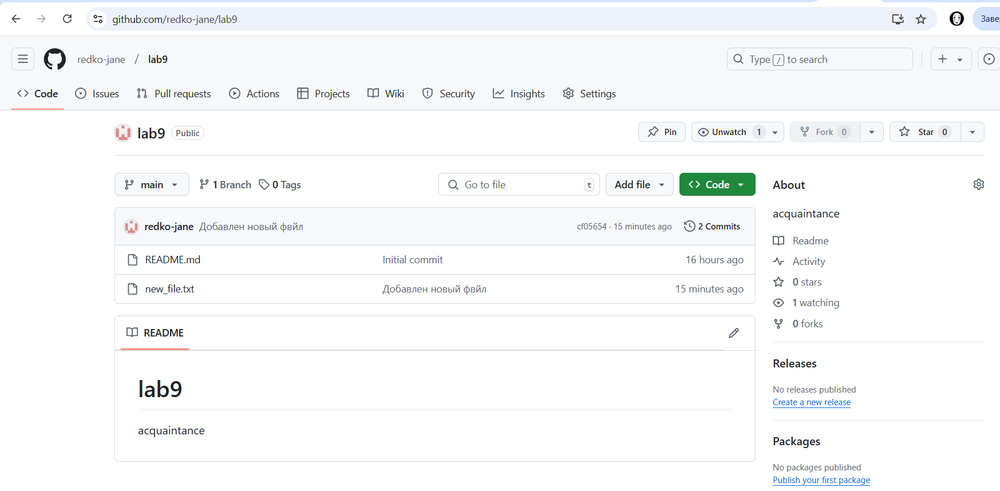 github.com/redko-jane/lab9
Заве
redko-jane / lab9
Type / to search
Code Issues Pull requests Actions Projects Wiki Security Insights Settings
lab9 Public
Pin Unwatch 1 Fork 0 Star 0
main 1 Branch 0 Tags Go to file t Add file Code
redko-jane Добавлен новый фвйл cf05654 · 15 minutes ago 2 Commits
README.md Initial commit 16 hours ago
new_file.txt Добавлен новый фвйл 15 minutes ago
README
lab9
acquaintance
About
acquaintance
Readme
Activity
0 stars
1 watching
0 forks
Releases
No releases published
Create a new release
Packages
No packages published
Publish your first package